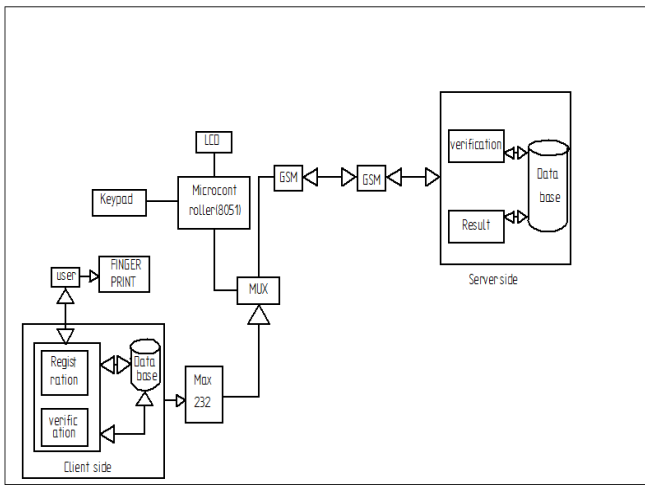 LCD
Keypad
Microcont
roller(8051)
GSM
GSM
verification
Data
base
Result
Server side
user
FINGER
PRINT
MUX
Regist
ration
Data
base
verific
ation
Max
232
Client side